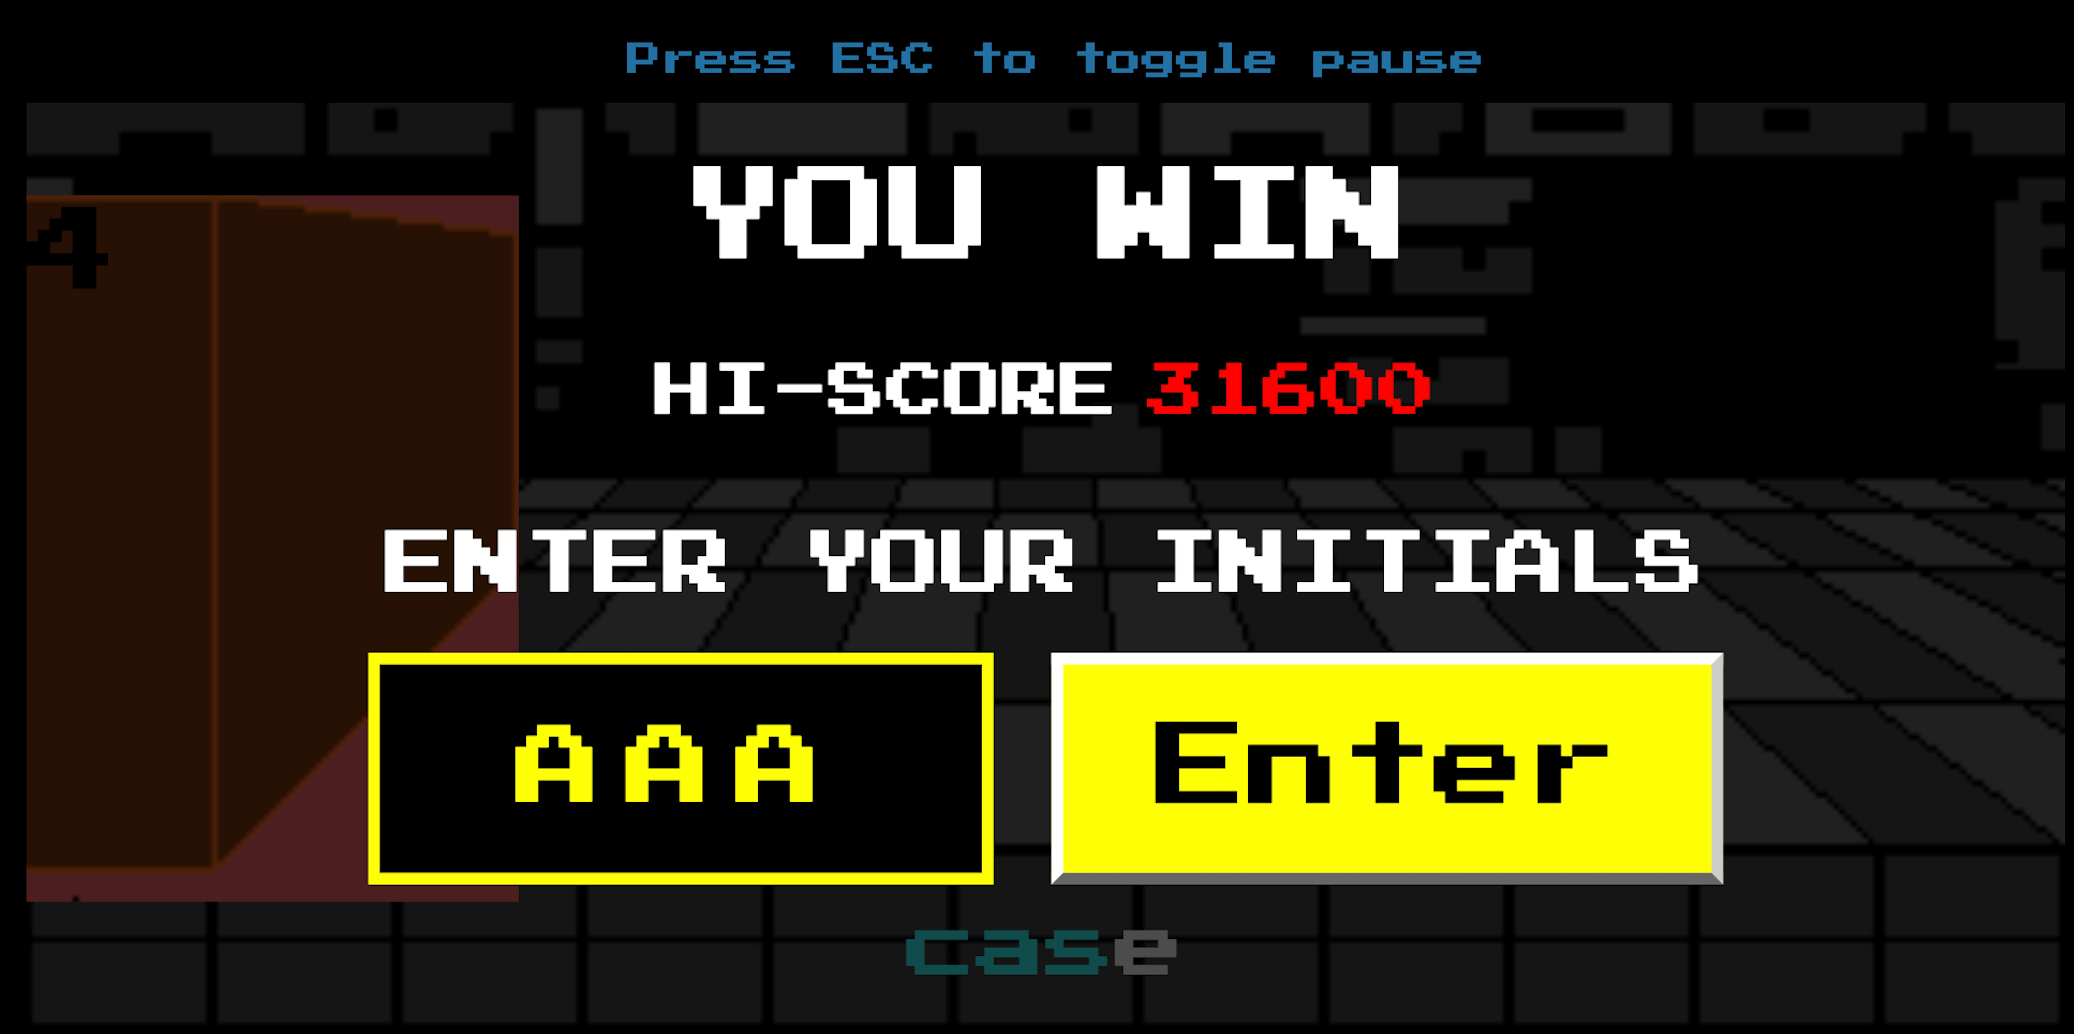 Press ESC to toggle pause
YOU WIN
4
HI-SCORE 31600
ENTER YOUR INITIALS
AAA
Enter
case